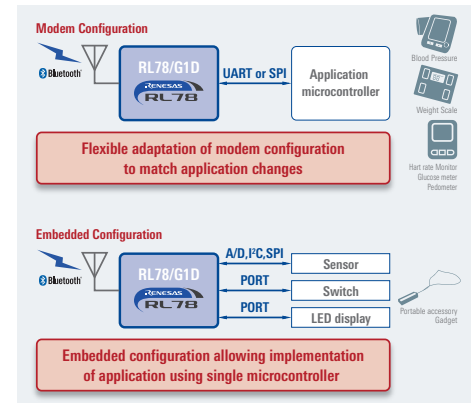 Modem Configuration
Bluetooth
RL78/G1D
RENESAS
RL78
UART or SPI
Application
microcontroller
Flexible adaptation of modem configuration
to match application changes
Blood Pressure
Weight Scale
Hart rate Monitor
Glucose meter
Pedometer
Embedded Configuration
Bluetooth
RL78/G1D
RENESAS
RL78
A/D,I²C,SPI
Sensor
PORT
Switch
PORT
LED display
Portable accessory
Gadget
Embedded configuration allowing implementation
of application using single microcontroller